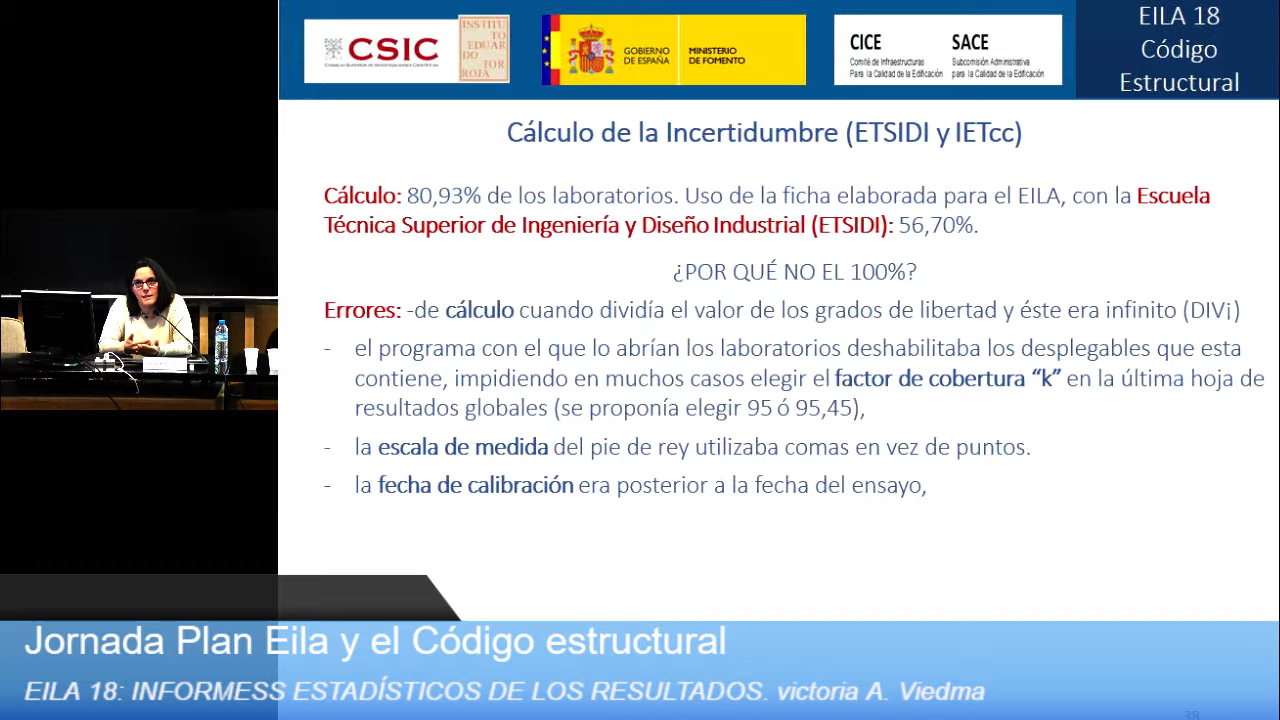 CSIC
CONSEJO SUPERIOR DE INVESTIGACIONES CIENTÍFICAS
INSTITUTO
EDUAR
DO TOR
ROJA
GOBIERNO
DE ESPAÑA
MINISTERIO
DE FOMENTO
CICE
Comité de Infraestructuras
Para la Calidad de la Edificación
SACE
Subcomisión Administrativa
para la Calidad de la Edificación
EILA 18
Código
Estructural
Cálculo de la Incertidumbre (ETSIDI y IETcc)
Cálculo: 80,93% de los laboratorios. Uso de la ficha elaborada para el EILA, con la Escuela
Técnica Superior de Ingeniería y Diseño Industrial (ETSIDI): 56,70%.
¿POR QUÉ NO EL 100%?
Errores: -de cálculo cuando dividía el valor de los grados de libertad y éste era infinito (DIV¡)
- el programa con el que lo abrían los laboratorios deshabilitaba los desplegables que esta
contiene, impidiendo en muchos casos elegir el factor de cobertura “k” en la última hoja de
resultados globales (se proponía elegir 95 ó 95,45),
- la escala de medida del pie de rey utilizaba comas en vez de puntos.
- la fecha de calibración era posterior a la fecha del ensayo,
Jornada Plan Eila y el Código estructural
EILA 18: INFORMESS ESTADÍSTICOS DE LOS RESULTADOS. victoria A. Viedma
38